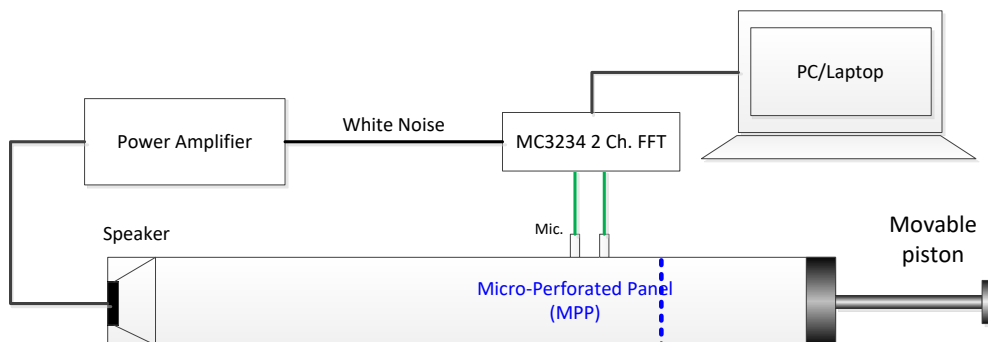 PC/Laptop
Power Amplifier
White Noise
MC3234 2 Ch. FFT
Speaker
Mic.
Movable
piston
Micro-Perforated Panel
(MPP)